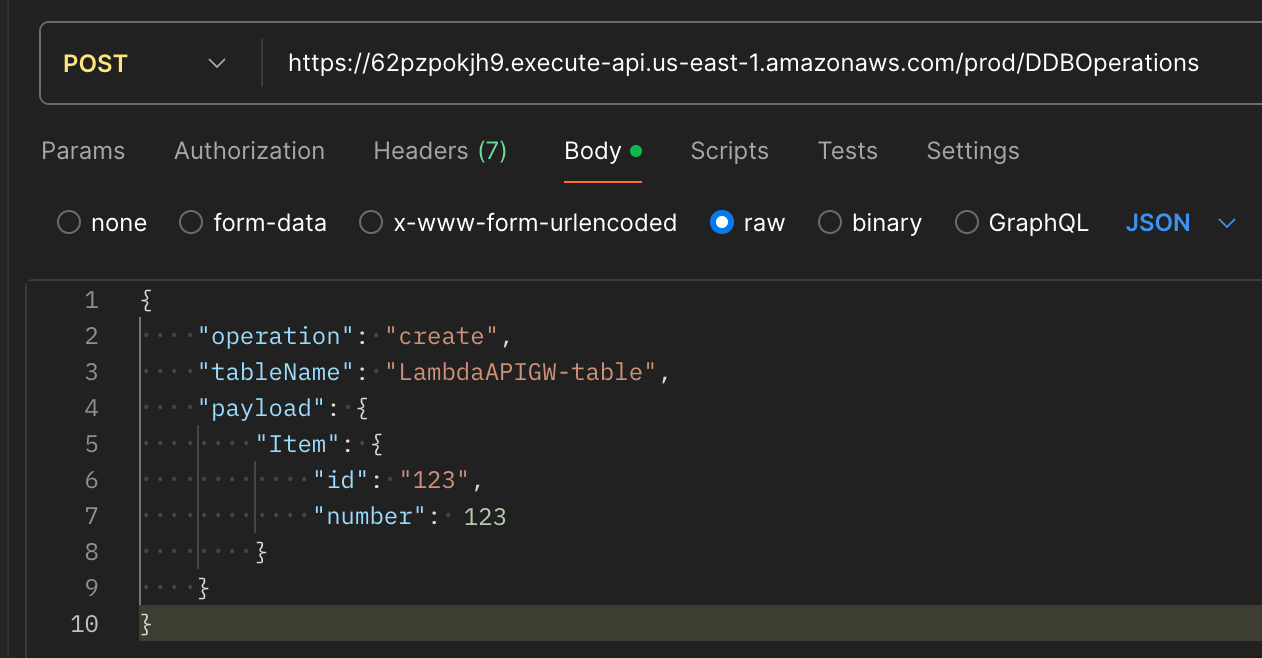 POST https://62pzpokjh9.execute-api.us-east-1.amazonaws.com/prod/DDBOperations
Params Authorization Headers (7) Body Scripts Tests Settings
none form-data x-www-form-urlencoded raw binary GraphQL JSON
1 {
2     "operation": "create",
3     "tableName": "LambdaAPIGW-table",
4     "payload": {
5         "Item": {
6             "id": "123",
7             "number": 123
8         }
9     }
10 }